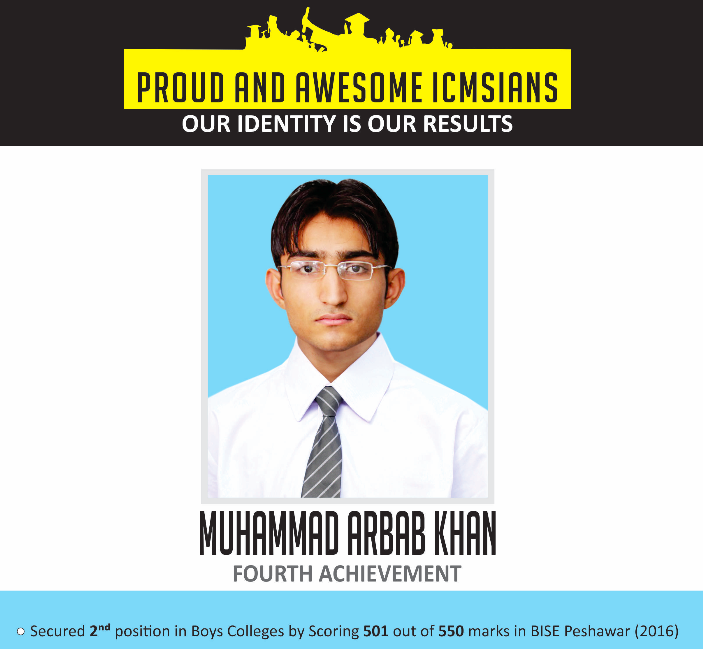 PROUD AND AWESOME ICMSIANS
OUR IDENTITY IS OUR RESULTS
MUHAMMAD ARBAB KHAN
FOURTH ACHIEVEMENT
Secured 2nd position in Boys Colleges by Scoring 501 out of 550 marks in BISE Peshawar (2016)